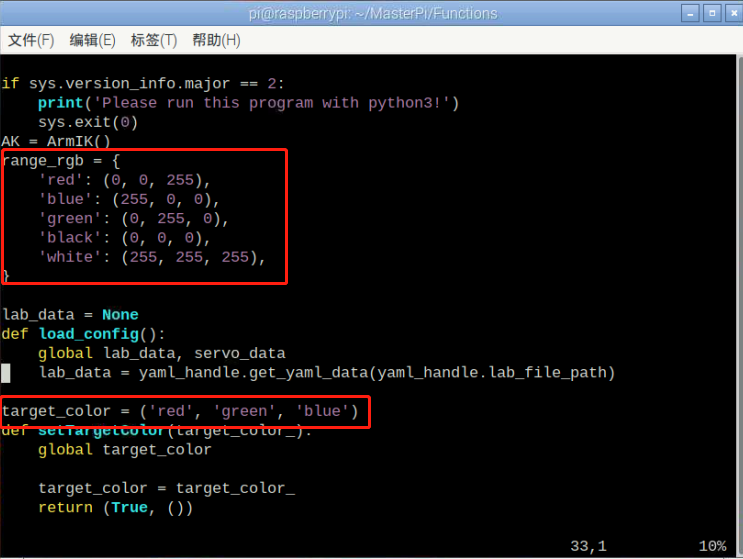 pi@raspberrypi: ~/MasterPi/Functions
文件(F) 编辑(E) 标签(T) 帮助(H)
if sys.version_info.major == 2:
    print('Please run this program with python3!')
    sys.exit(0)
AK = ArmIK()
range_rgb = {
    'red': (0, 0, 255),
    'blue': (255, 0, 0),
    'green': (0, 255, 0),
    'black': (0, 0, 0),
    'white': (255, 255, 255),
}
lab_data = None
def load_config():
    global lab_data, servo_data
    lab_data = yaml_handle.get_yaml_data(yaml_handle.lab_file_path)
target_color = ('red', 'green', 'blue')
def setTargetColor(target_color_):
    global target_color
    target_color = target_color_
    return (True, ())
33,1 10%